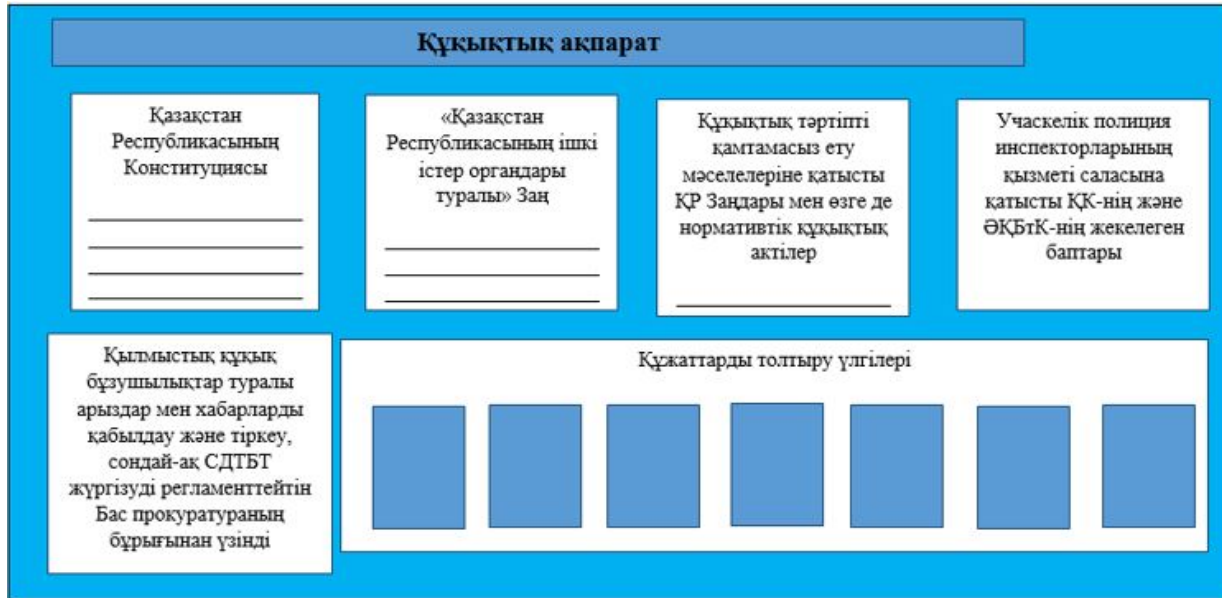 Құқықтық ақпарат
Қазақстан
Республикасының
Конституциясы
«Қазақстан
Республикасының ішкі
істер органдары
туралы» Заң
Құқықтық тәртіпті
қамтамасыз ету
мәселелеріне қатысты
ҚР Заңдары мен өзге де
нормативтік құқықтық
актілер
Учаскелік полиция
инспекторларының
қызметі саласына
қатысты ҚК-нің және
ӘҚБтК-нің жекелеген
баптары
Қылмыстық құқық
бұзушылықтар туралы
арыздар мен хабарларды
қабылдау және тіркеу,
сондай-ақ СДТБТ
жүргізуді регламенттейтін
Бас прокуратураның
бұрығынан үзінді
Құжаттарды толтыру үлгілері